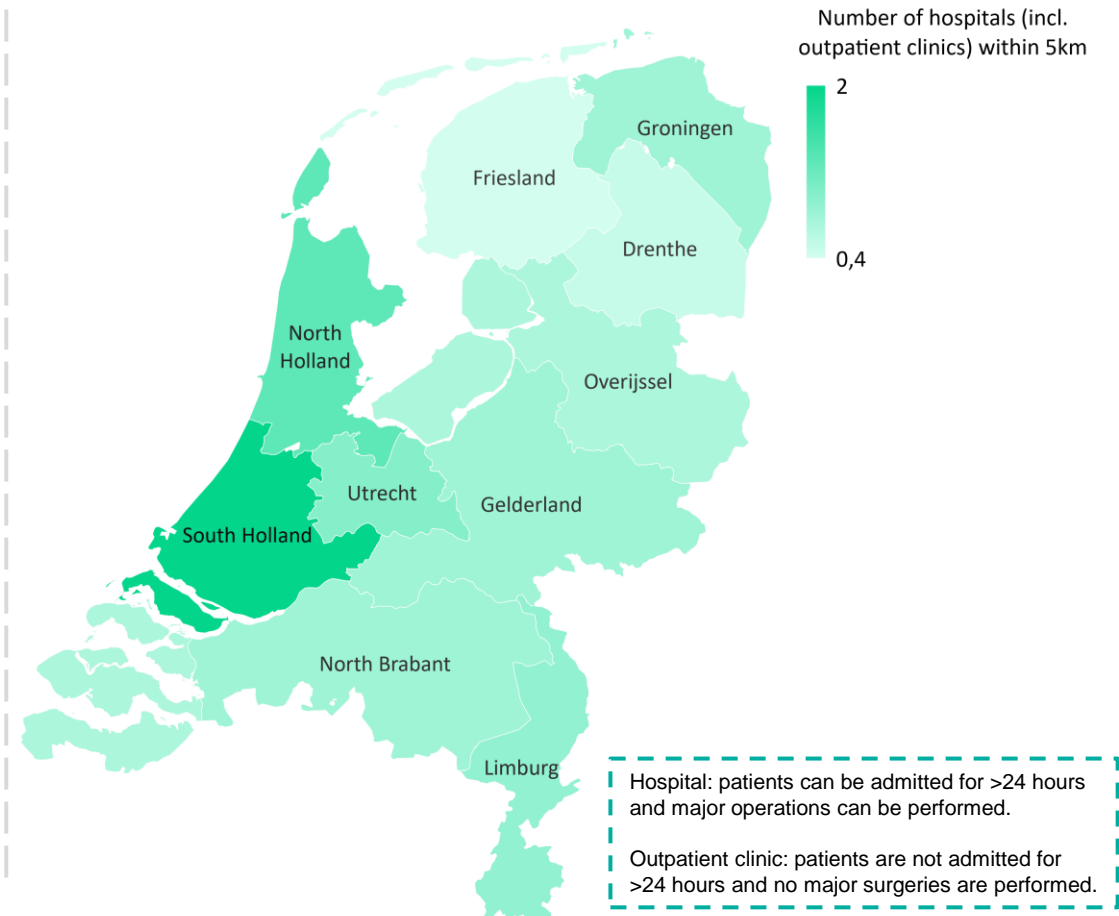 Number of hospitals (incl.
outpatient clinics) within 5km
2
0,4
Groningen
Friesland
Drenthe
North
Holland
Overijssel
Utrecht
Gelderland
South Holland
North Brabant
Limburg
Hospital: patients can be admitted for >24 hours
and major operations can be performed.
Outpatient clinic: patients are not admitted for
>24 hours and no major surgeries are performed.